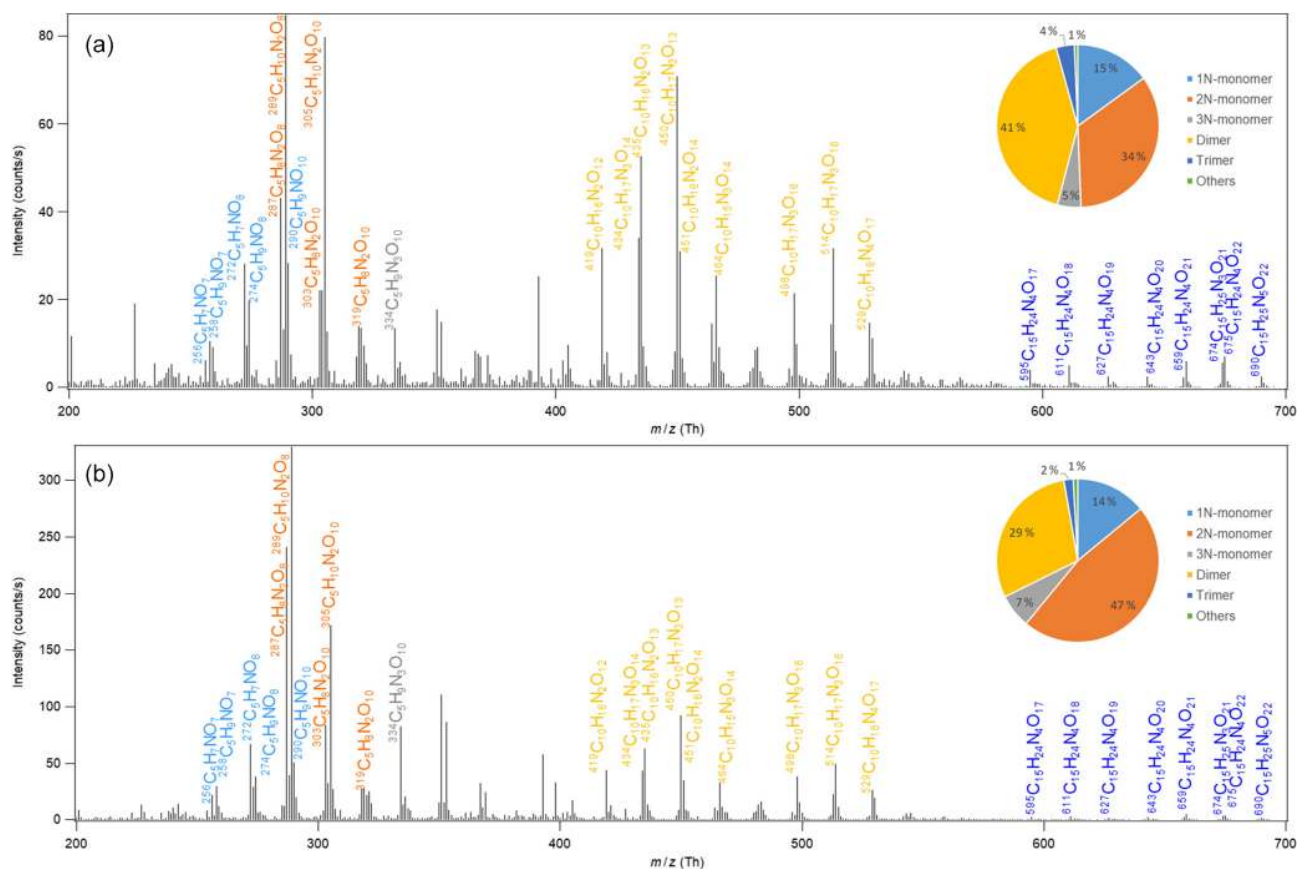 (a)
Intensity (counts/s)
80
60
40
20
0
²⁵⁶C₅H₇NO₇
²⁵⁸C₅H₉NO₇
²⁷²C₅H₇NO₈
²⁷⁴C₅H₉NO₈
²⁸⁷C₅H₈N₂O₈
²⁸⁹C₅H₁₀N₂O₈
²⁹⁰C₅H₉NO₁₀
³⁰³C₅H₈N₂O₁₀
³⁰⁵C₅H₁₀N₂O₁₀
³¹⁹C₅H₈N₂O₁₀
³³⁴C₅H₉N₃O₁₀
⁴¹⁹C₁₀H₁₆N₂O₁₂
⁴³⁴C₁₀H₁₇N₃O₁₄
⁴³⁵C₁₀H₁₆N₂O₁₃
⁴⁵¹C₁₀H₁₆N₂O₁₄
⁴⁶⁴C₁₀H₁₅N₃O₁₄
⁴⁹⁸C₁₀H₁₇N₃O₁₆
⁵¹⁴C₁₀H₁₇N₃O₁₈
⁵²⁹C₁₀H₁₆N₄O₁₇
⁵⁹⁵C₁₅H₂₄N₄O₁₇
⁶¹¹C₁₅H₂₄N₄O₁₈
⁶²⁷C₁₅H₂₄N₄O₁₉
⁶⁴³C₁₅H₂₄N₄O₂₀
⁶⁵⁹C₁₅H₂₄N₄O₂₁
⁶⁷⁴C₁₅H₂₅N₃O₂₁
⁶⁷⁵C₁₅H₂₄N₄O₂₂
⁶⁹⁰C₁₅H₂₅N₅O₂₂
4 %
1 %
15 %
34 %
5 %
41 %
1N-monomer
2N-monomer
3N-monomer
Dimer
Trimer
Others
200 300 400 500 600 700
m/z (Th)
(b)
Intensity (counts/s)
300
250
200
150
100
50
0
²⁵⁶C₅H₇NO₇
²⁵⁸C₅H₉NO₇
²⁷²C₅H₇NO₈
²⁷⁴C₅H₉NO₈
²⁸⁷C₅H₈N₂O₈
²⁸⁹C₅H₁₀N₂O₈
²⁹⁰C₅H₉NO₁₀
³⁰³C₅H₈N₂O₁₀
³⁰⁵C₅H₁₀N₂O₁₀
³¹⁹C₅H₈N₂O₁₀
³³⁴C₅H₉N₃O₁₀
⁴¹⁹C₁₀H₁₆N₂O₁₂
⁴³⁴C₁₀H₁₇N₃O₁₄
⁴³⁵C₁₀H₁₆N₂O₁₃
⁴⁵⁰C₁₀H₁₇N₃O₁₃
⁴⁵¹C₁₀H₁₆N₂O₁₄
⁴⁶⁴C₁₀H₁₅N₃O₁₄
⁴⁹⁸C₁₀H₁₇N₃O₁₆
⁵¹⁴C₁₀H₁₇N₃O₁₈
⁵²⁹C₁₀H₁₆N₄O₁₇
⁵⁹⁵C₁₅H₂₄N₄O₁₇
⁶¹¹C₁₅H₂₄N₄O₁₈
⁶²⁷C₁₅H₂₄N₄O₁₉
⁶⁴³C₁₅H₂₄N₄O₂₀
⁶⁵⁹C₁₅H₂₄N₄O₂₁
⁶⁷⁴C₁₅H₂₅N₃O₂₁
⁶⁷⁵C₁₅H₂₄N₄O₂₂
⁶⁹⁰C₁₅H₂₅N₅O₂₂
2 %
1 %
14 %
47 %
7 %
29 %
1N-monomer
2N-monomer
3N-monomer
Dimer
Trimer
Others
200 300 400 500 600 700
m/z (Th)